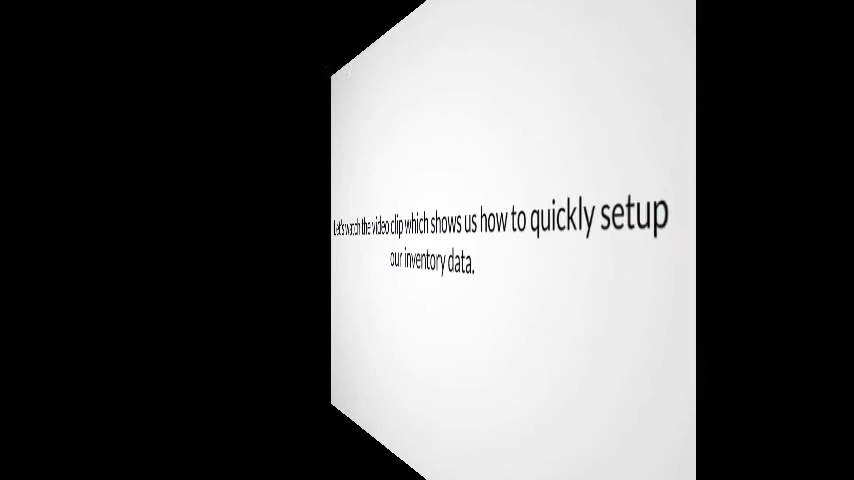 Let's watch the video clip which shows us how to quickly setup
our inventory data.